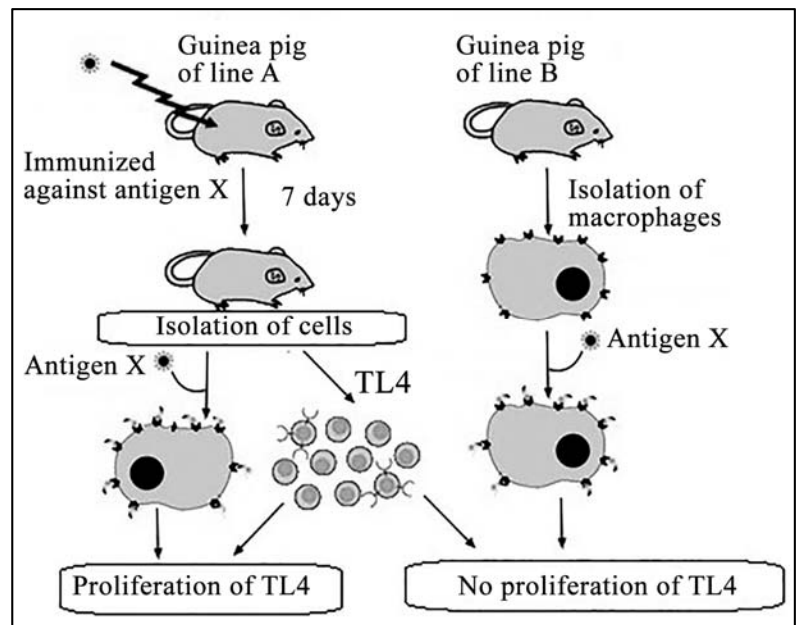 Guinea pig
of line A
Guinea pig
of line B
Immunized
against antigen X
7 days
Isolation of
macrophages
Isolation of cells
Antigen X
TL4
Antigen X
Proliferation of TL4
No proliferation of TL4